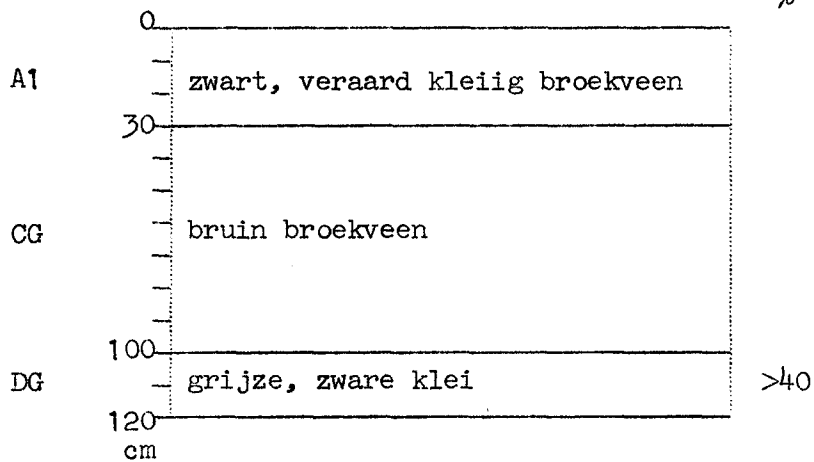 %
0
A1 zwart, veraard kleiig broekveen
30
CG bruin broekveen
100
DG grijze, zware klei >40
120
cm